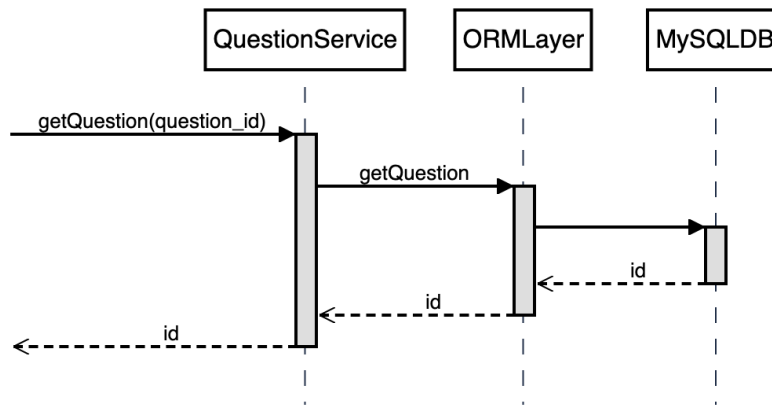 QuestionService
ORMLayer
MySQLDB
getQuestion(question_id)
getQuestion
id
id
id